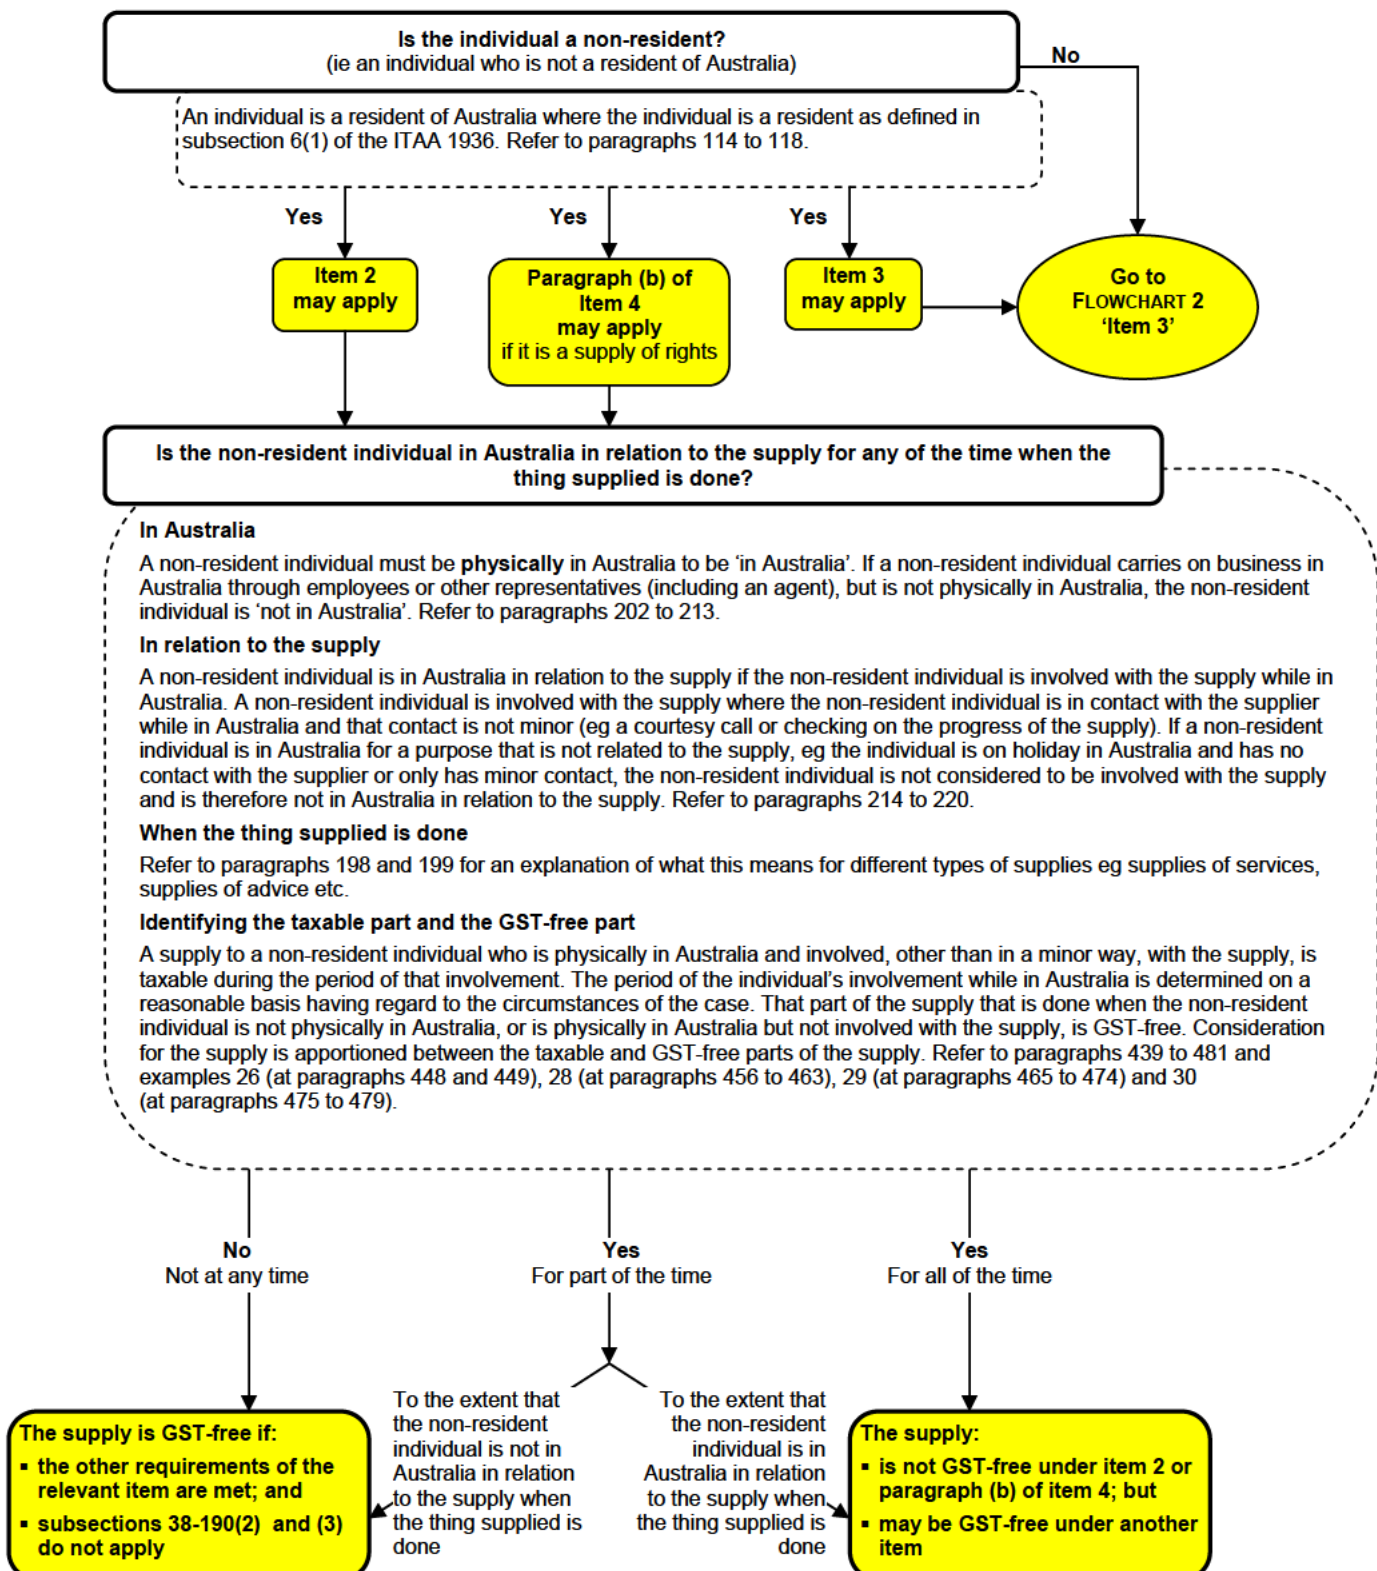 Is the individual a non-resident?
(ie an individual who is not a resident of Australia)
No
An individual is a resident of Australia where the individual is a resident as defined in
subsection 6(1) of the ITAA 1936. Refer to paragraphs 114 to 118.
Yes
Yes
Yes
Item 2
may apply
Paragraph (b) of
Item 4
may apply
if it is a supply of rights
Item 3
may apply
Go to
FLOWCHART 2
‘Item 3’
Is the non-resident individual in Australia in relation to the supply for any of the time when the
thing supplied is done?
In Australia
A non-resident individual must be physically in Australia to be ‘in Australia’. If a non-resident individual carries on business in
Australia through employees or other representatives (including an agent), but is not physically in Australia, the non-resident
individual is ‘not in Australia’. Refer to paragraphs 202 to 213.
In relation to the supply
A non-resident individual is in Australia in relation to the supply if the non-resident individual is involved with the supply while in
Australia. A non-resident individual is involved with the supply where the non-resident individual is in contact with the supplier
while in Australia and that contact is not minor (eg a courtesy call or checking on the progress of the supply). If a non-resident
individual is in Australia for a purpose that is not related to the supply, eg the individual is on holiday in Australia and has no
contact with the supplier or only has minor contact, the non-resident individual is not considered to be involved with the supply
and is therefore not in Australia in relation to the supply. Refer to paragraphs 214 to 220.
When the thing supplied is done
Refer to paragraphs 198 and 199 for an explanation of what this means for different types of supplies eg supplies of services,
supplies of advice etc.
Identifying the taxable part and the GST-free part
A supply to a non-resident individual who is physically in Australia and involved, other than in a minor way, with the supply, is
taxable during the period of that involvement. The period of the individual’s involvement while in Australia is determined on a
reasonable basis having regard to the circumstances of the case. That part of the supply that is done when the non-resident
individual is not physically in Australia, or is physically in Australia but not involved with the supply, is GST-free. Consideration
for the supply is apportioned between the taxable and GST-free parts of the supply. Refer to paragraphs 439 to 481 and
examples 26 (at paragraphs 448 and 449), 28 (at paragraphs 456 to 463), 29 (at paragraphs 465 to 474) and 30
(at paragraphs 475 to 479).
No
Not at any time
Yes
For part of the time
Yes
For all of the time
The supply is GST-free if:
▪ the other requirements of the
relevant item are met; and
▪ subsections 38-190(2) and (3)
do not apply
To the extent that
the non-resident
individual is not in
Australia in relation
to the supply when
the thing supplied is
done
To the extent that
the non-resident
individual is in
Australia in relation
to the supply when
the thing supplied is
done
The supply:
▪ is not GST-free under item 2 or
paragraph (b) of item 4; but
▪ may be GST-free under another
item